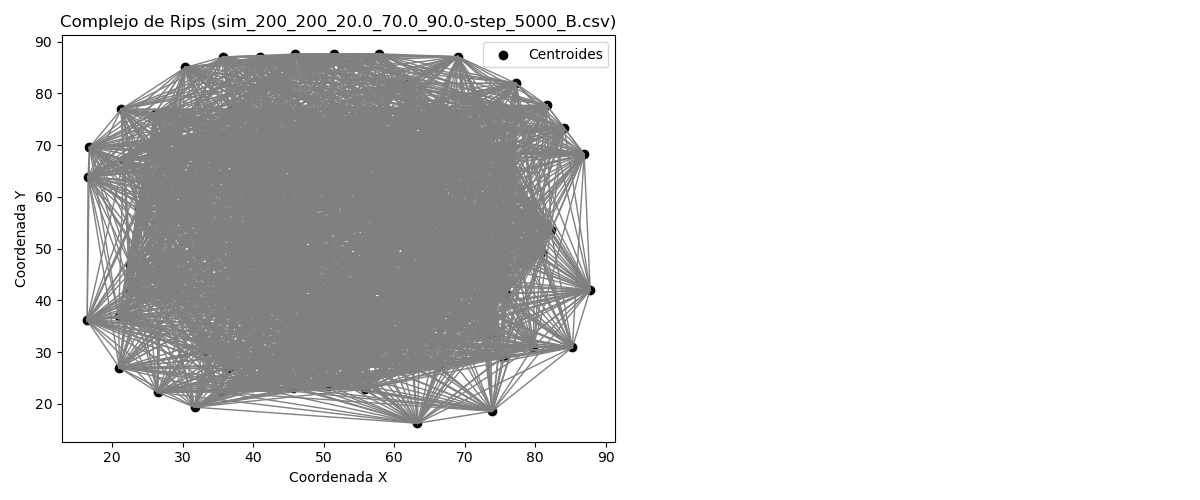 Complejo de Rips (sim_200_200_20.0_70.0_90.0-step_5000_B.csv)
Centroides
90
80
70
60
50
40
30
20
Coordenada Y
20 30 40 50 60 70 80 90
Coordenada X